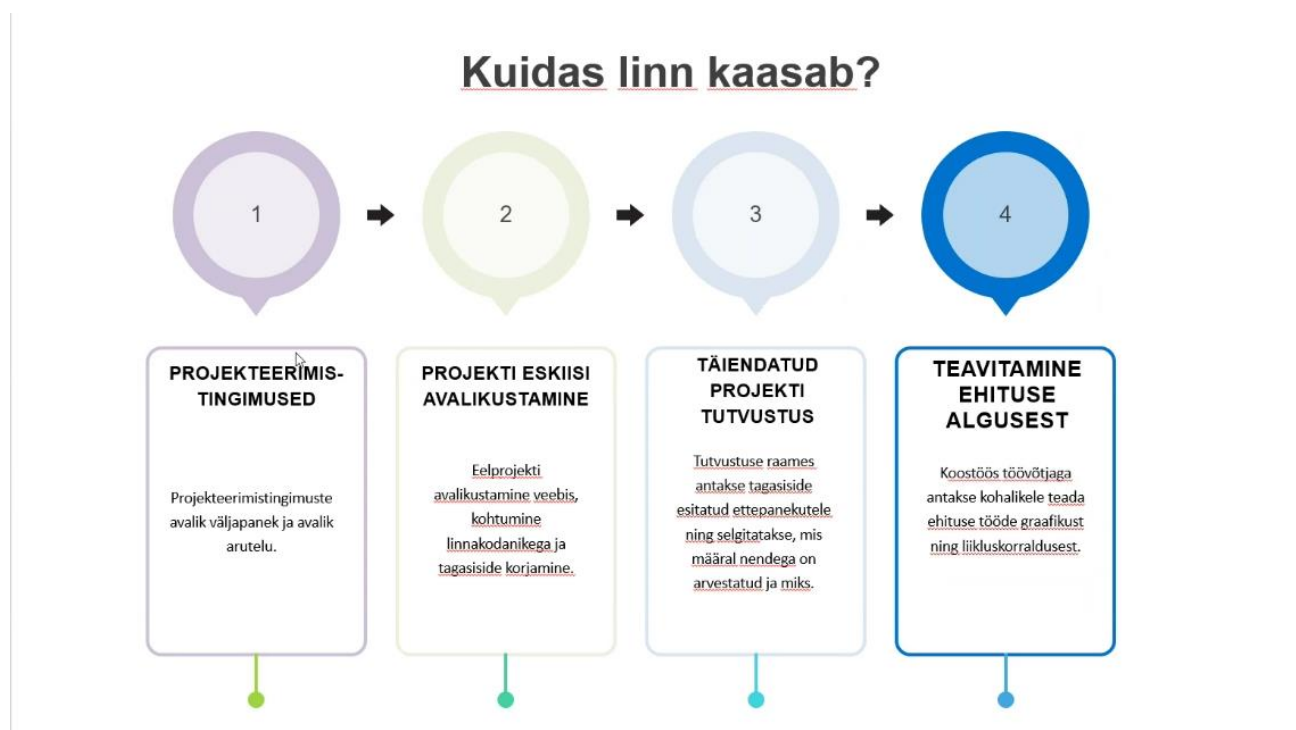 Kuidas linn kaasab?
1
2
3
4
PROJEKTEERIMIS-
TINGIMUSED
Projekteerimistingimuste
avalik väljapanek ja avalik
arutelu.
PROJEKTI ESKIISI
AVALIKUSTAMINE
Eelprojekti
avalikustamine veebis,
kohtumine
linnakodanikega ja
tagasiside korjamine.
TÄIENDATUD
PROJEKTI
TUTVUSTUS
Tutvustuse raames
antakse tagasiside
esitatud ettepanekutele
ning selgitatakse, mis
määral nendega on
arvestatud ja miks.
TEAVITAMINE
EHITUSE
ALGUSEST
Koostöös töövõtjaga
antakse kohalikele teada
ehituse tööde graafikust
ning liikluskorraldusest.